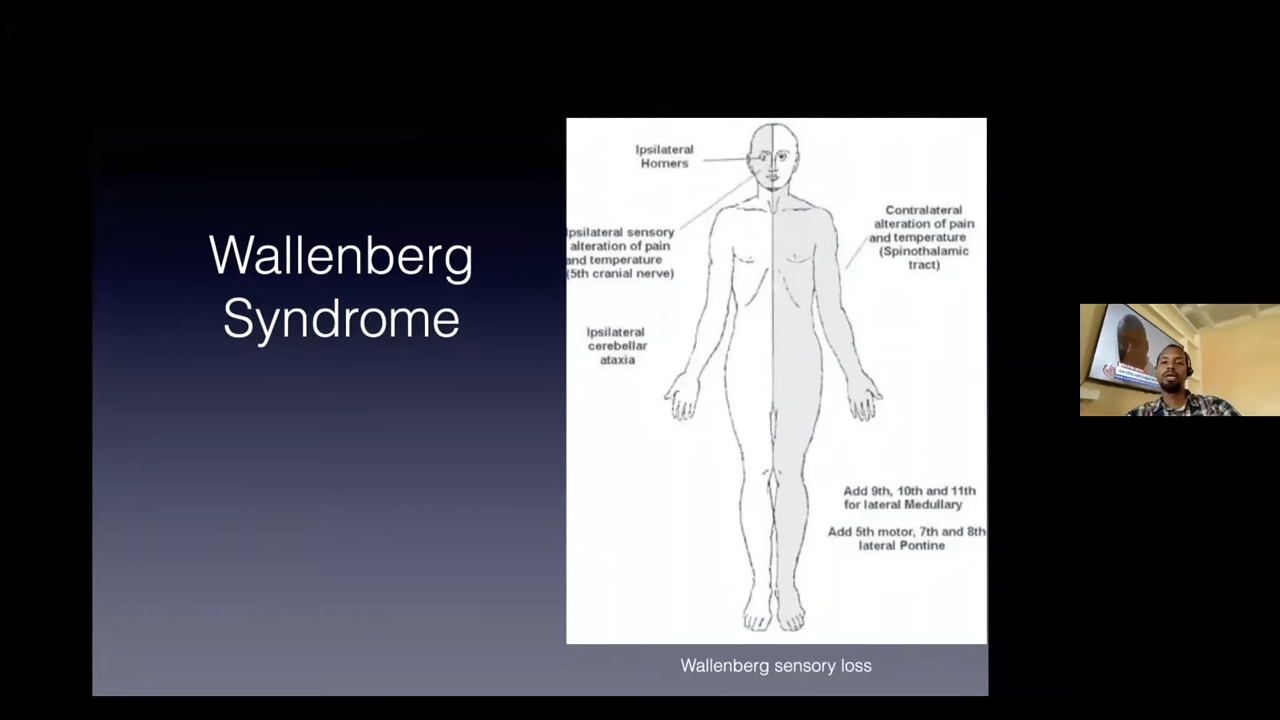 Wallenberg
Syndrome
Ipsilateral
Horners
Ipsilateral sensory
alteration of pain
and temperature
(5th cranial nerve)
Ipsilateral
cerebellar
ataxia
Contralateral
alteration of pain
and temperature
(Spinothalamic
tract)
Add 9th, 10th and 11th
for lateral Medullary
Add 5th motor, 7th and 8th
lateral Pontine
Wallenberg sensory loss